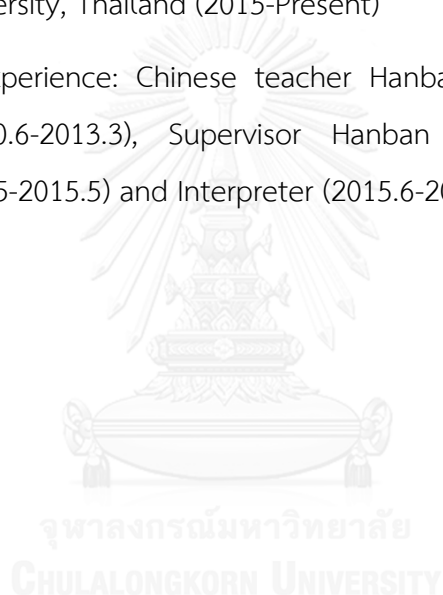 ersity, Thailand (2015-Present)
xperience: Chinese teacher Hanba
0.6-2013.3), Supervisor Hanban
5-2015.5) and Interpreter (2015.6-20
จุฬาลงกรณ์มหาวิทยาลัย
CHULALONGKORN UNIVERSITY